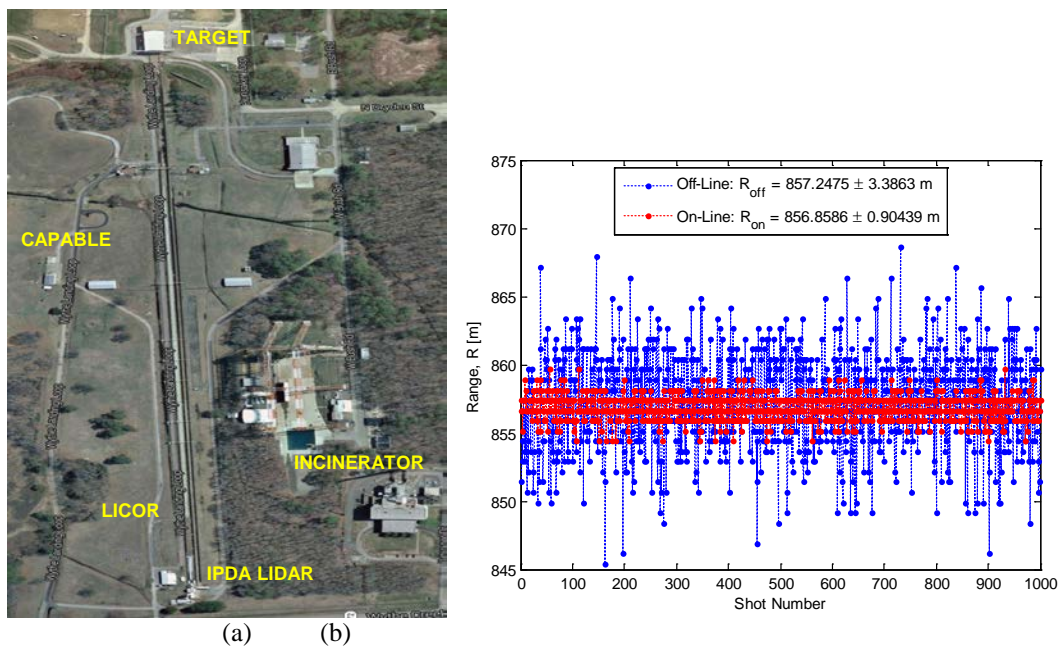 TARGET
CAPABLE
INCINERATOR
LICOR
IPDA LIDAR
(a) (b)
875
870
865
860
855
850
845
0 100 200 300 400 500 600 700 800 900 1000
Range, R [m]
Shot Number
Off-Line: R_off = 857.2475 ± 3.3863 m
On-Line: R_on = 856.8586 ± 0.90439 m